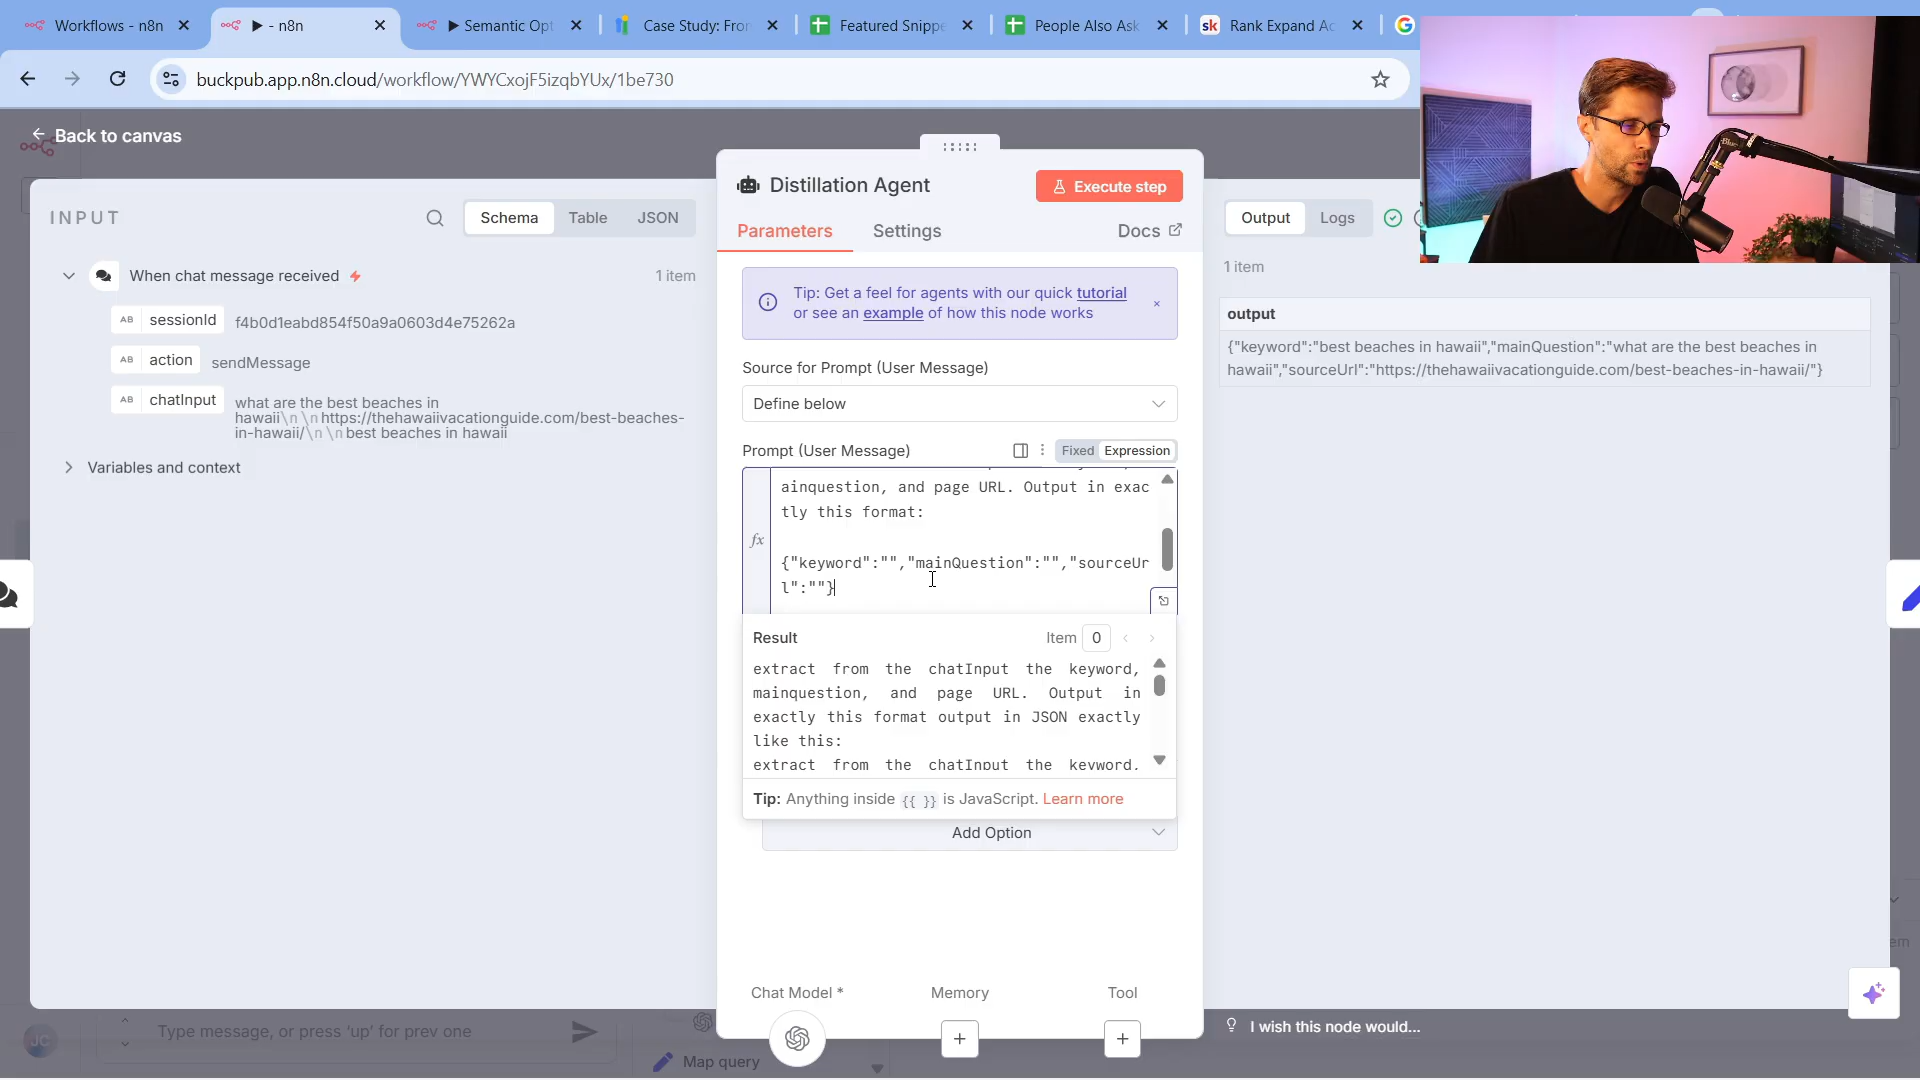 Workflows - n8n
▶ - n8n
▶ Semantic Opt
Case Study: Fron
Featured Snippe
People Also Ask
sk
Rank Expand Ac
buckpub.app.n8n.cloud/workflow/YWYCxojF5izqbYUx/1be730
Back to canvas
INPUT
Schema
Table
JSON
When chat message received
1 item
AB sessionId
f4b0d1eabd854f50a9a0603d4e75262a
AB action
sendMessage
AB chatInput
what are the best beaches in
hawaii\n\nhttps://thehawaiivacationguide.com/best-beaches-
in-hawaii/\n\nbest beaches in hawaii
Variables and context
Distillation Agent
Execute step
Parameters
Settings
Docs
Tip: Get a feel for agents with our quick tutorial
or see an example of how this node works
Source for Prompt (User Message)
Define below
Prompt (User Message)
Fixed
Expression
fx
ainquestion, and page URL. Output in exac
tly this format:
{"keyword":"","mainQuestion":"","sourceUr
l":""}
Result
Item 0
extract from the chatInput the keyword,
mainquestion, and page URL. Output in
exactly this format output in JSON exactly
like this:
extract from the chatInput the keyword,
Tip: Anything inside {{ }} is JavaScript. Learn more
Add Option
Chat Model *
Memory
Tool
Output
Logs
1 item
output
{"keyword":"best beaches in hawaii","mainQuestion":"what are the best beaches in
hawaii","sourceUrl":"https://thehawaiivacationguide.com/best-beaches-in-hawaii/"}
JC
Type message, or press 'up' for prev one
Map query
I wish this node would...
em